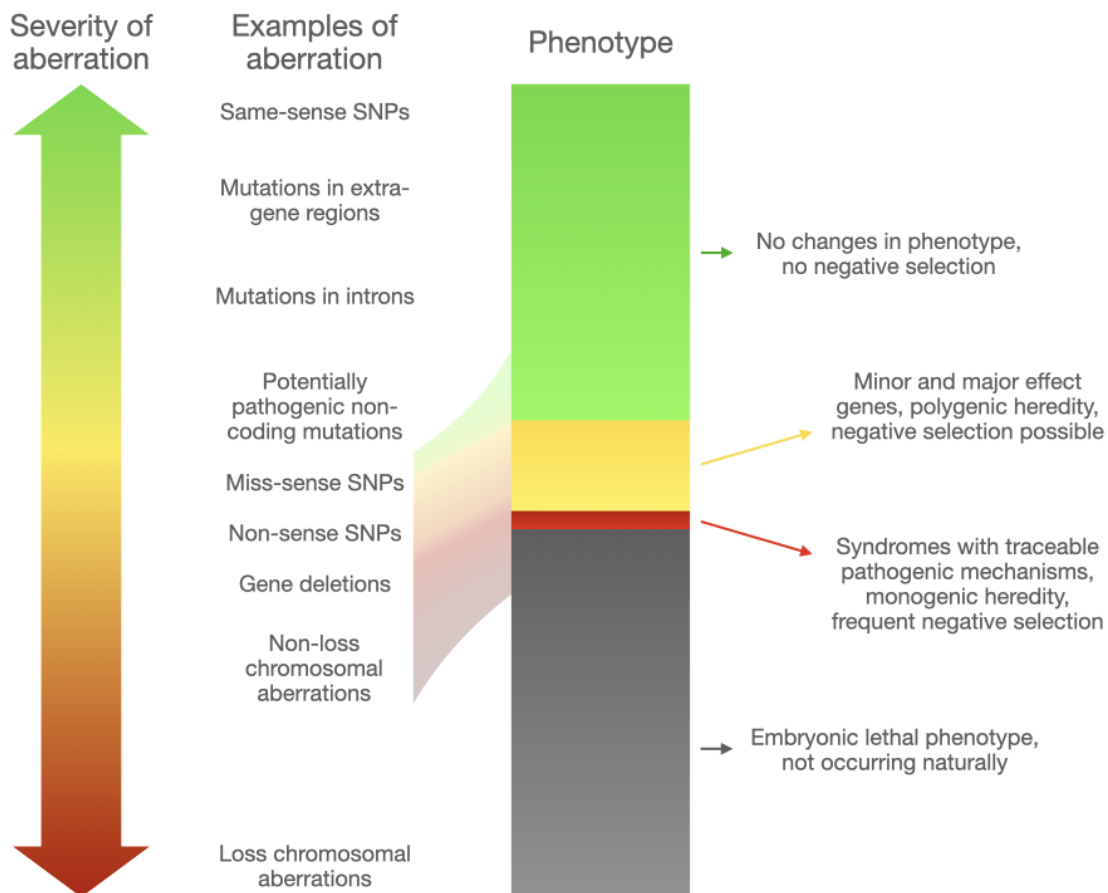 Severity of
aberration
Examples of
aberration
Phenotype
Same-sense SNPs
Mutations in extra-
gene regions
Mutations in introns
Potentially
pathogenic non-
coding mutations
Miss-sense SNPs
Non-sense SNPs
Gene deletions
Non-loss
chromosomal
aberrations
Loss chromosomal
aberrations
No changes in phenotype,
no negative selection
Minor and major effect
genes, polygenic heredity,
negative selection possible
Syndromes with traceable
pathogenic mechanisms,
monogenic heredity,
frequent negative selection
Embryonic lethal phenotype,
not occurring naturally